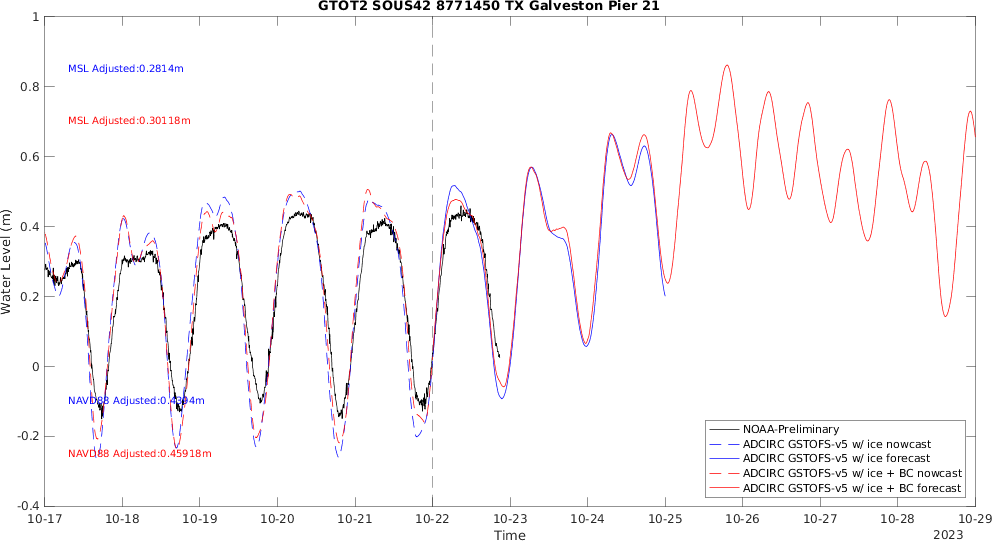 GTOT2 SOUS42 8771450 TX Galveston Pier 21
1
0.8
0.6
0.4
0.2
0
-0.2
-0.4
Water Level (m)
MSL Adjusted:0.2814m
MSL Adjusted:0.30118m
NAVD88 Adjusted:0.4394m
NAVD88 Adjusted:0.45918m
NOAA-Preliminary
ADCIRC GSTOFS-v5 w/ ice nowcast
ADCIRC GSTOFS-v5 w/ ice forecast
ADCIRC GSTOFS-v5 w/ ice + BC nowcast
ADCIRC GSTOFS-v5 w/ ice + BC forecast
10-17 10-18 10-19 10-20 10-21 10-22 10-23 10-24 10-25 10-26 10-27 10-28 10-29
Time
2023